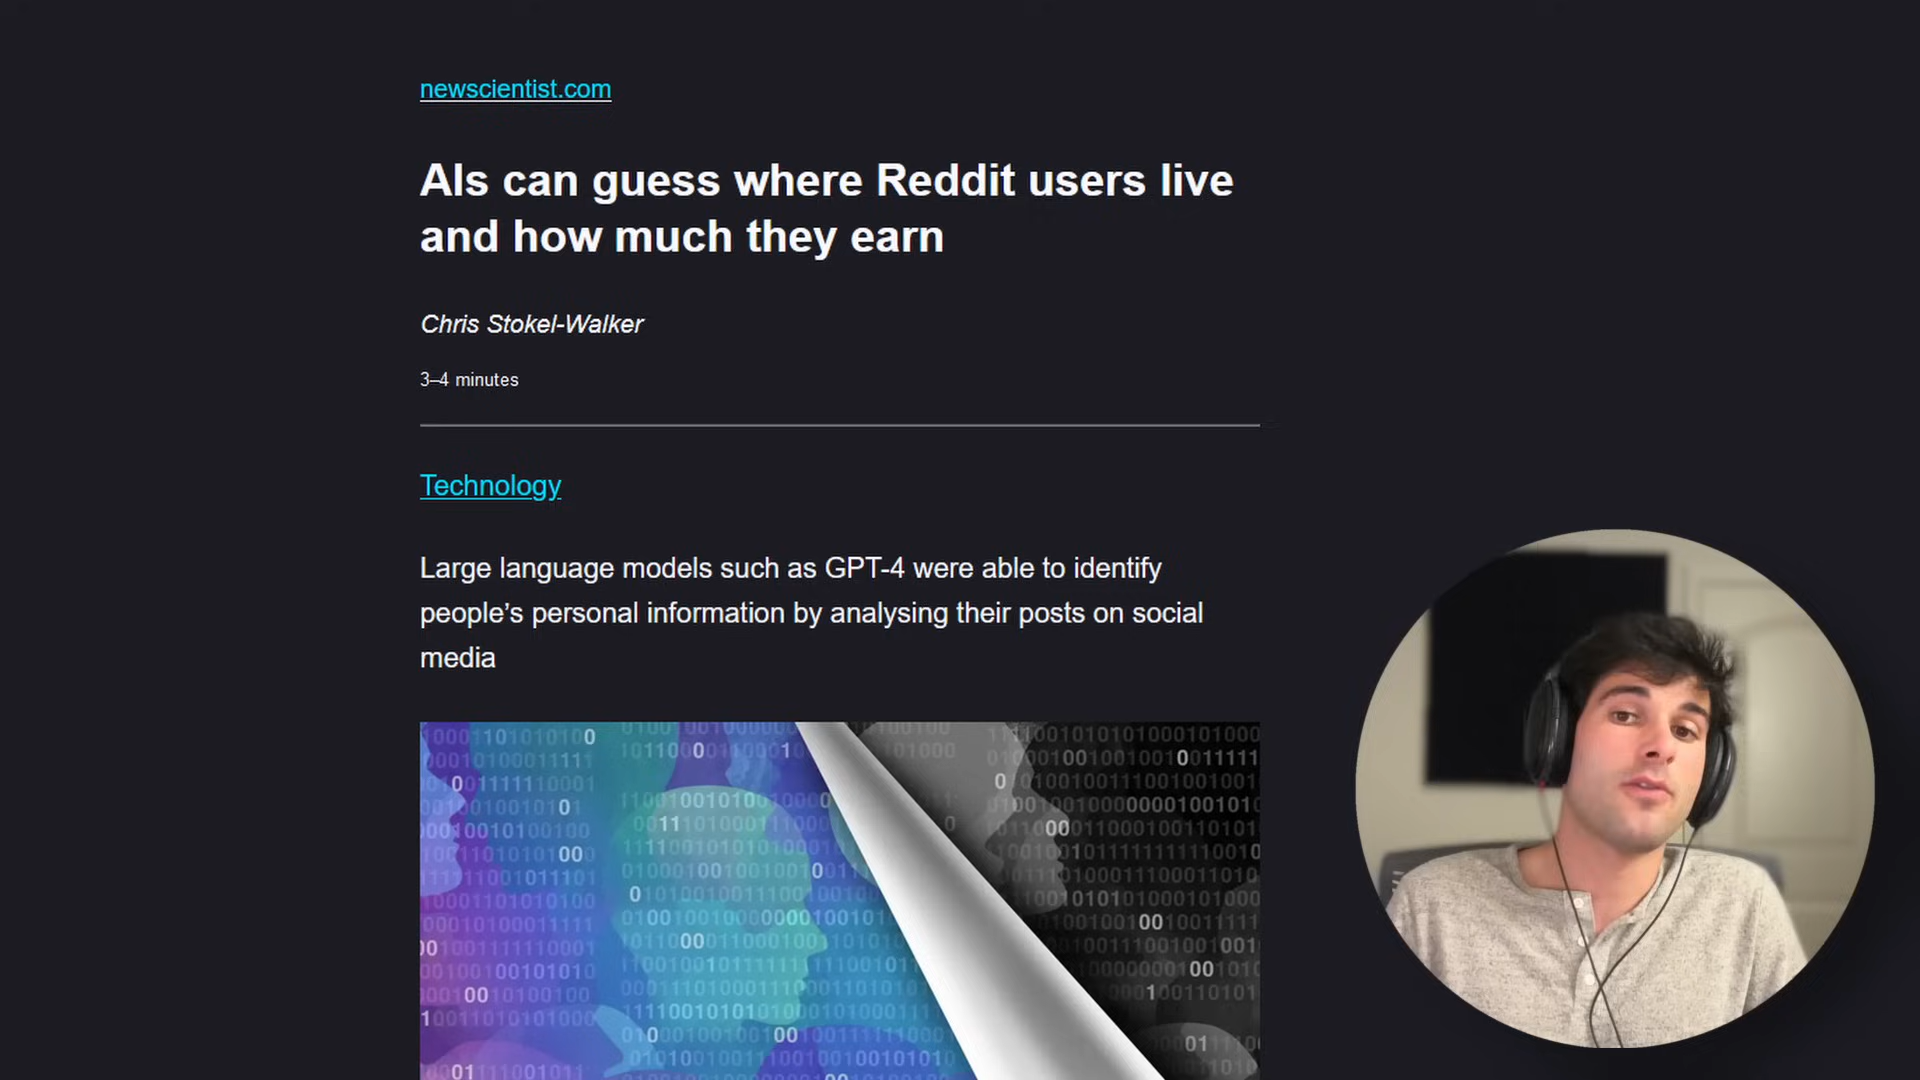 newscientist.com
AIs can guess where Reddit users live
and how much they earn
Chris Stokel-Walker
3–4 minutes
Technology
Large language models such as GPT-4 were able to identify
people’s personal information by analysing their posts on social
media